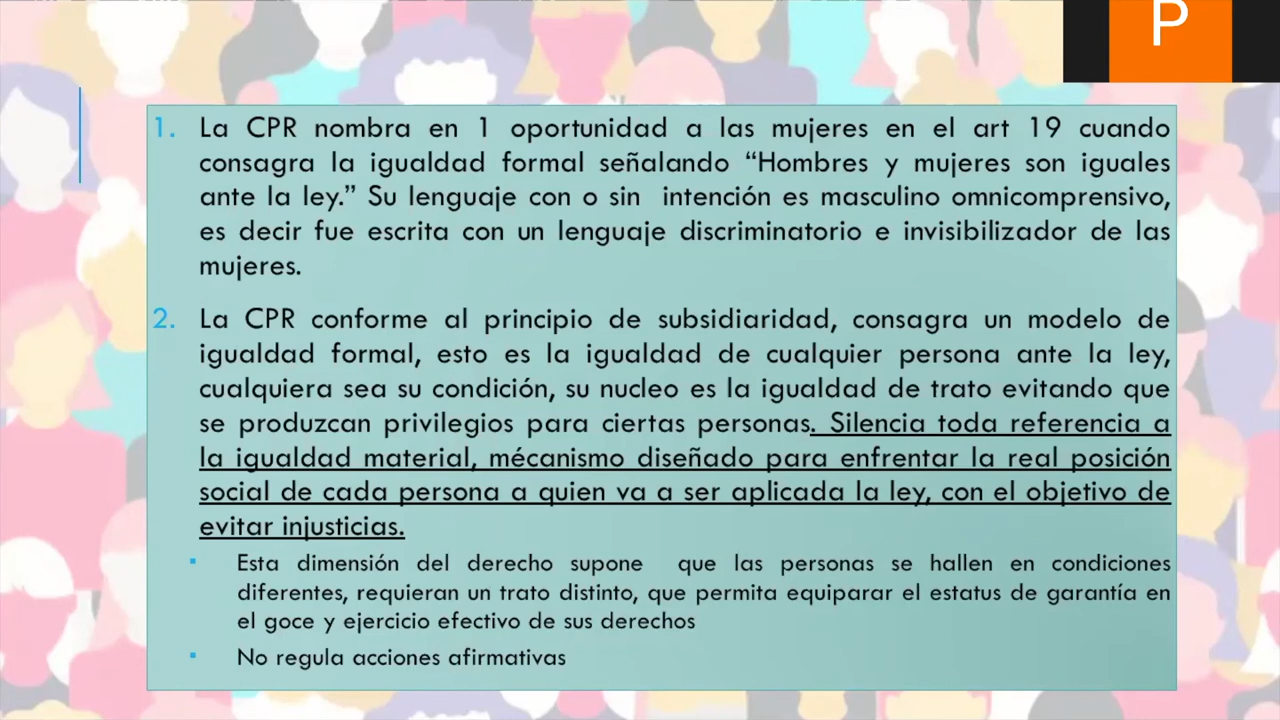 P
1. La CPR nombra en 1 oportunidad a las mujeres en el art 19 cuando
consagra la igualdad formal señalando “Hombres y mujeres son iguales
ante la ley.” Su lenguaje con o sin intención es masculino omnicomprensivo,
es decir fue escrita con un lenguaje discriminatorio e invisibilizador de las
mujeres.
2. La CPR conforme al principio de subsidiaridad, consagra un modelo de
igualdad formal, esto es la igualdad de cualquier persona ante la ley,
cualquiera sea su condición, su nucleo es la igualdad de trato evitando que
se produzcan privilegios para ciertas personas. Silencia toda referencia a
la igualdad material, mécanismo diseñado para enfrentar la real posición
social de cada persona a quien va a ser aplicada la ley, con el objetivo de
evitar injusticias.
▪ Esta dimensión del derecho supone que las personas se hallen en condiciones
diferentes, requieran un trato distinto, que permita equiparar el estatus de garantía en
el goce y ejercicio efectivo de sus derechos
▪ No regula acciones afirmativas